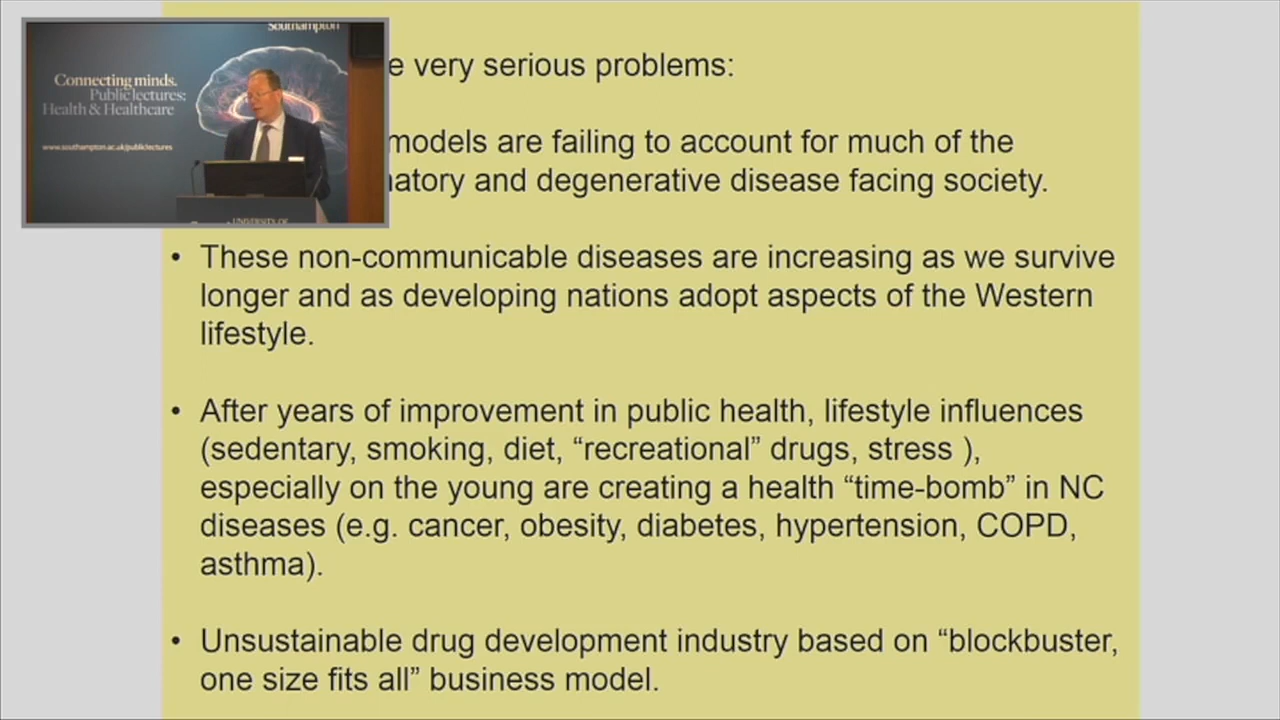 Southampton
Connecting minds.
Public lectures:
Health & Healthcare
www.southampton.ac.uk/publiclectures
UNIVERSITY OF
e very serious problems:
models are failing to account for much of the
atory and degenerative disease facing society.
• These non-communicable diseases are increasing as we survive
longer and as developing nations adopt aspects of the Western
lifestyle.
• After years of improvement in public health, lifestyle influences
(sedentary, smoking, diet, “recreational” drugs, stress ),
especially on the young are creating a health “time-bomb” in NC
diseases (e.g. cancer, obesity, diabetes, hypertension, COPD,
asthma).
• Unsustainable drug development industry based on “blockbuster,
one size fits all” business model.